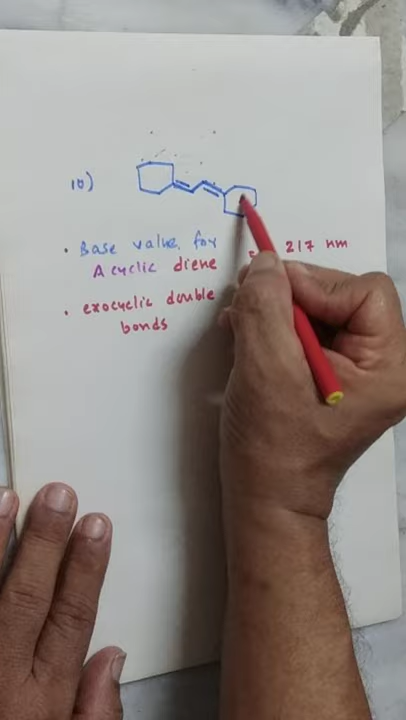 10)
• Base value for 217 nm
Acyclic diene
• exocyclic double
bonds